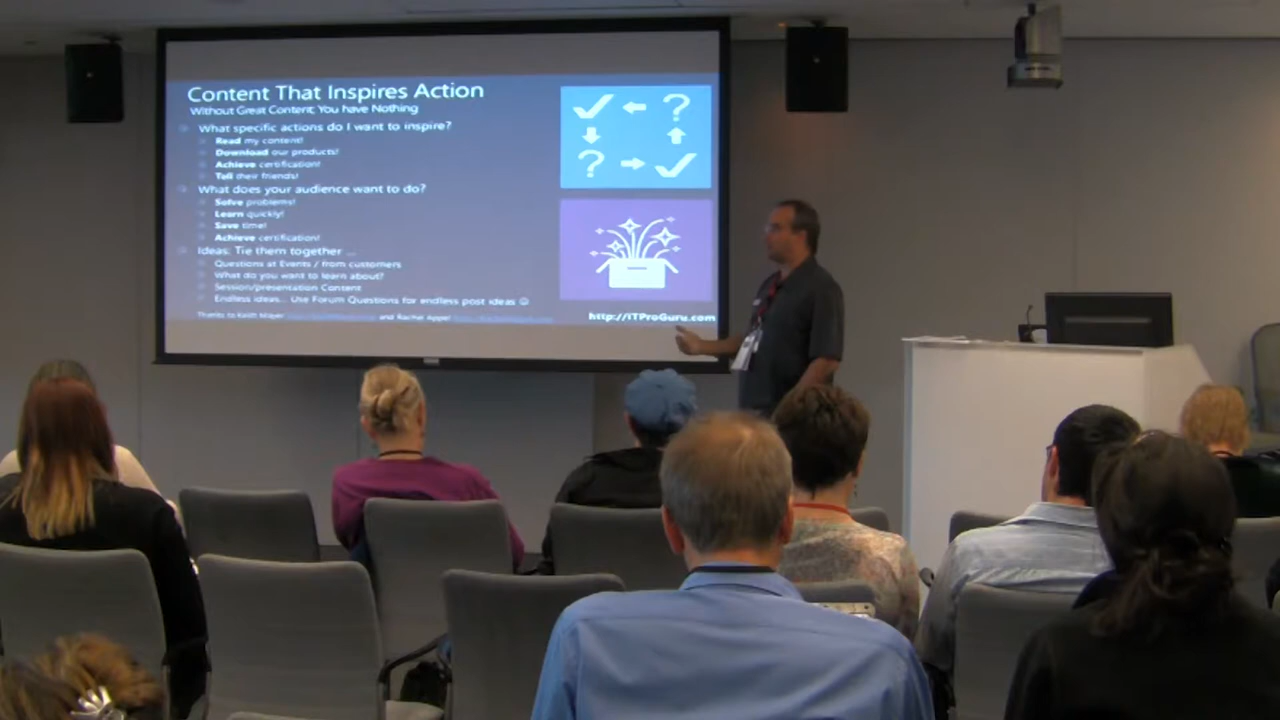 Content That Inspires Action
Without Great Content, You have Nothing
What specific actions do I want to inspire?
Read my content!
Download our products!
Achieve certification!
Tell their friends!
What does your audience want to do?
Solve problems!
Learn quickly!
Save time!
Achieve certification!
Ideas: Tie them together ...
Questions at Events / from customers
What do you want to learn about?
Session/presentation Content
Endless ideas... Use Forum Questions for endless post ideas ☺
Thanks to Keith Mayer and Rachel Appel
http://ITProGuru.com